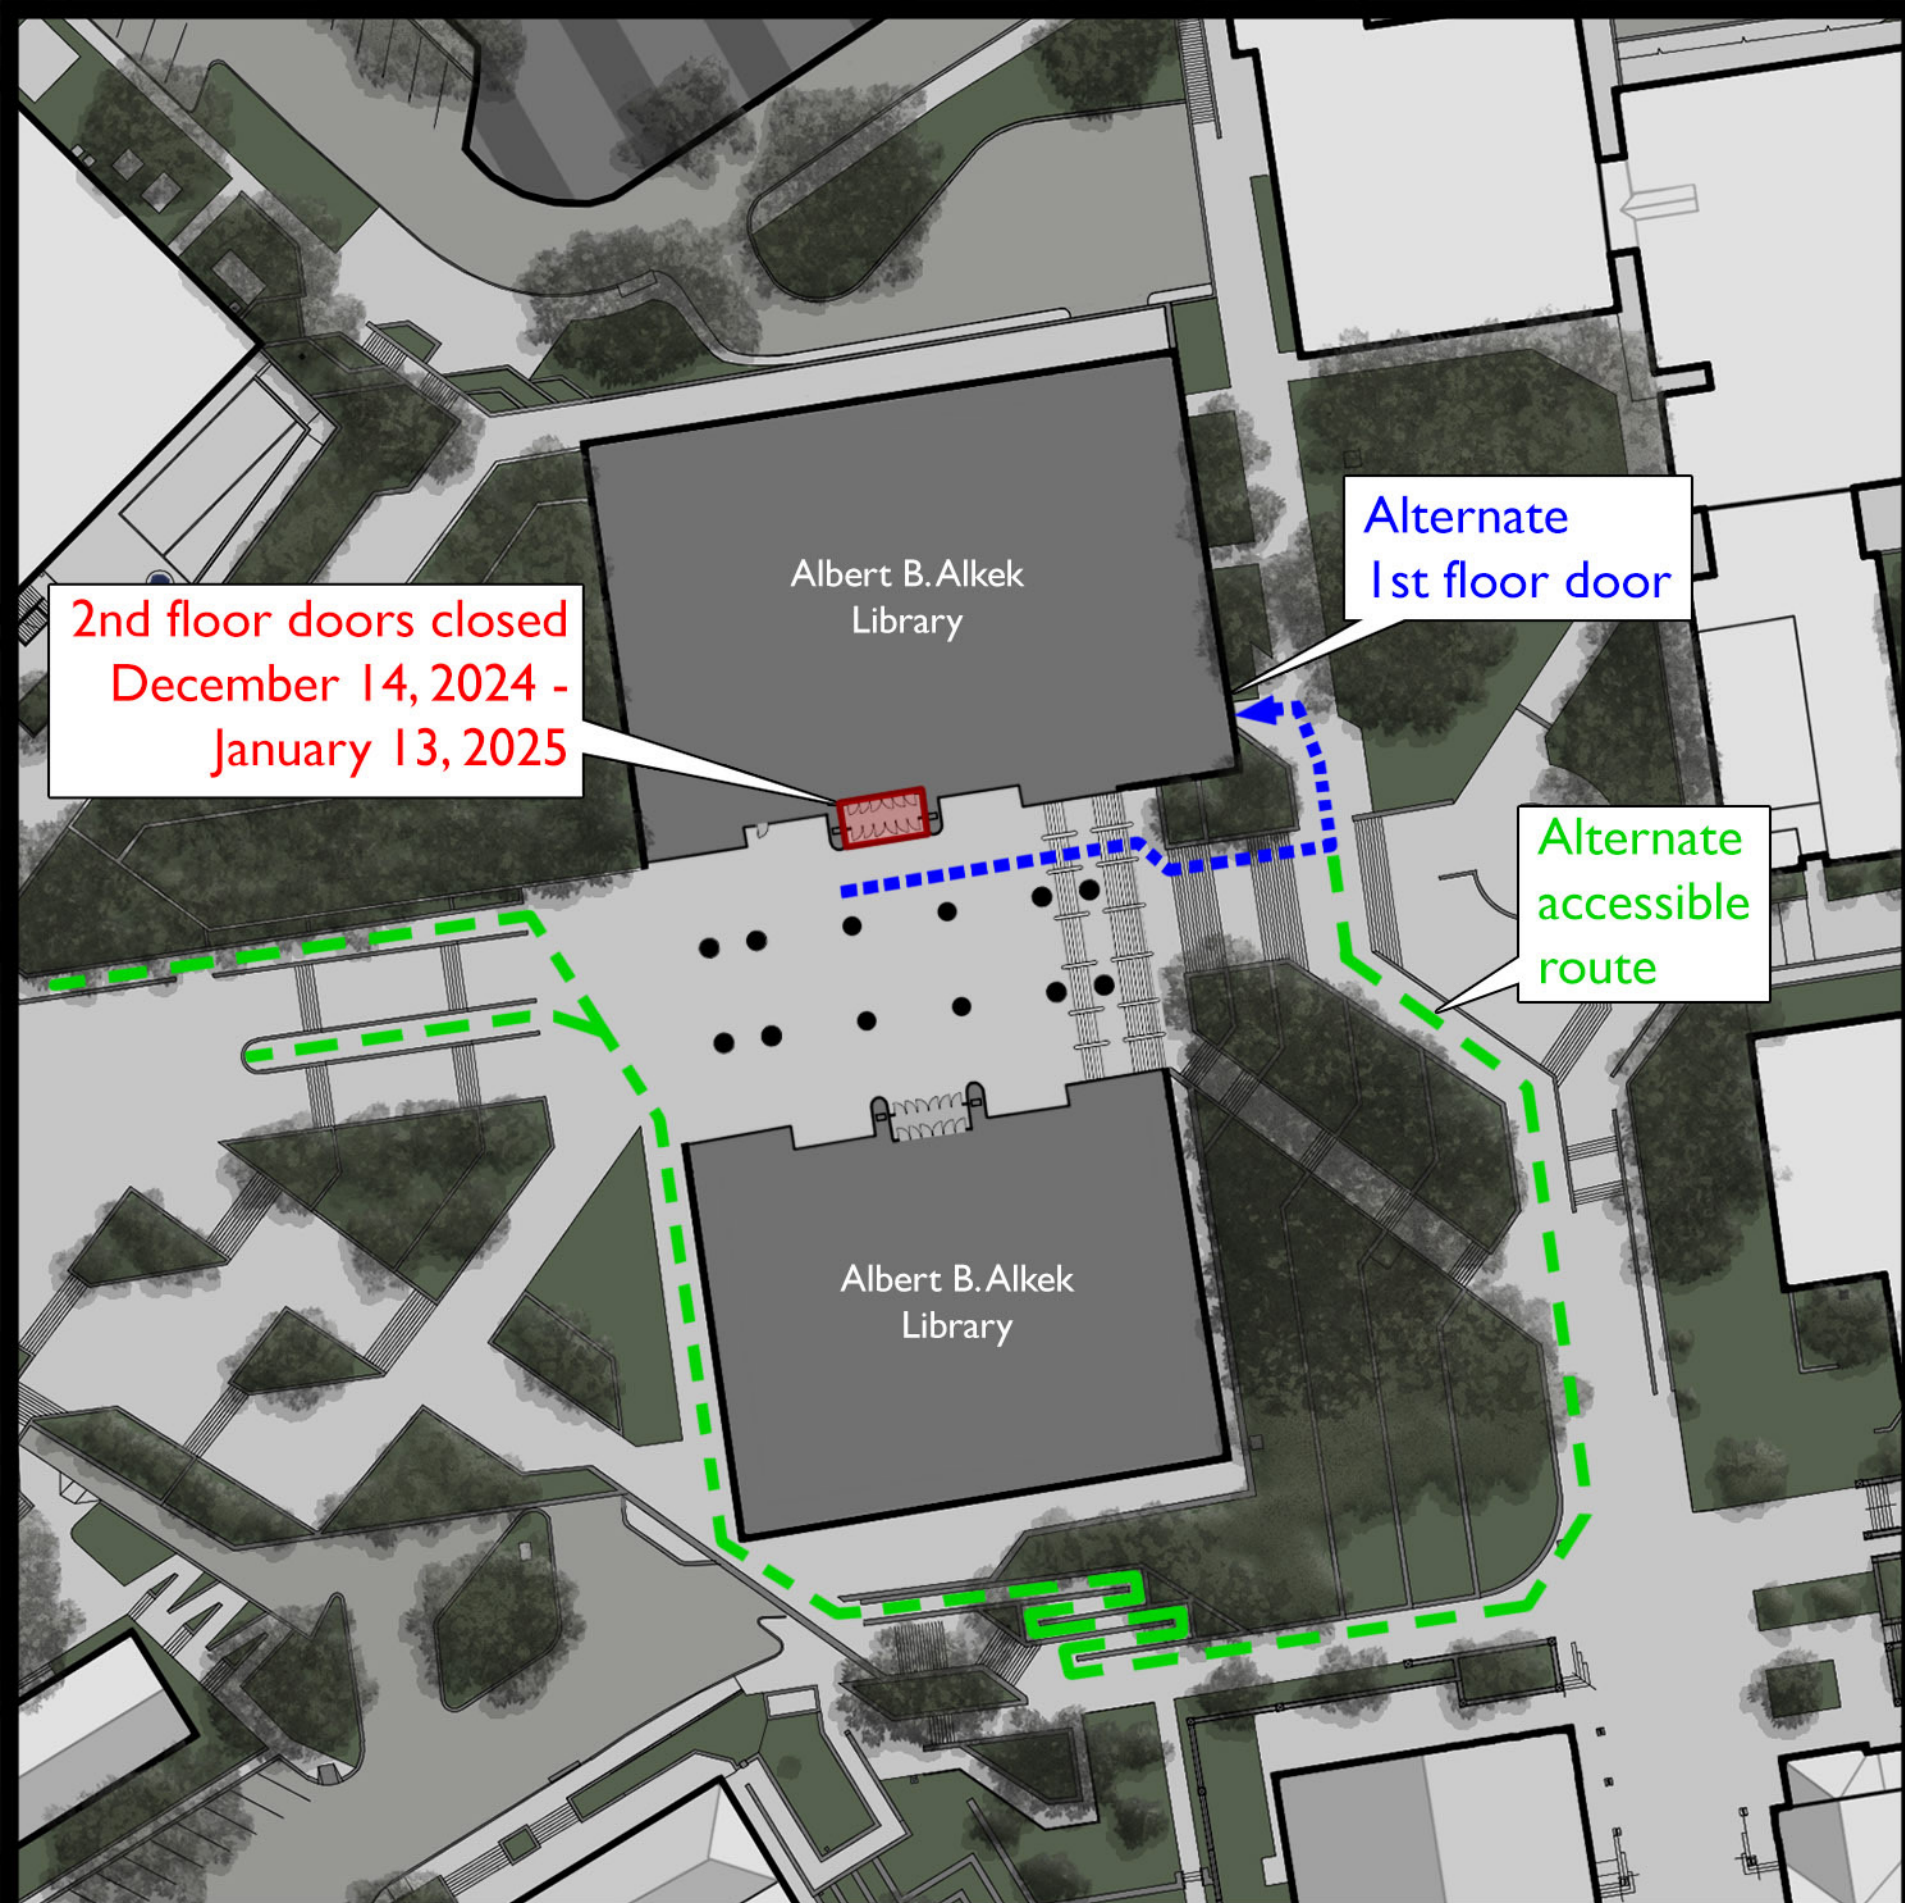 Albert B. Alkek
Library
Alternate
1st floor door
2nd floor doors closed
December 14, 2024 -
January 13, 2025
Alternate
accessible
route
Albert B. Alkek
Library